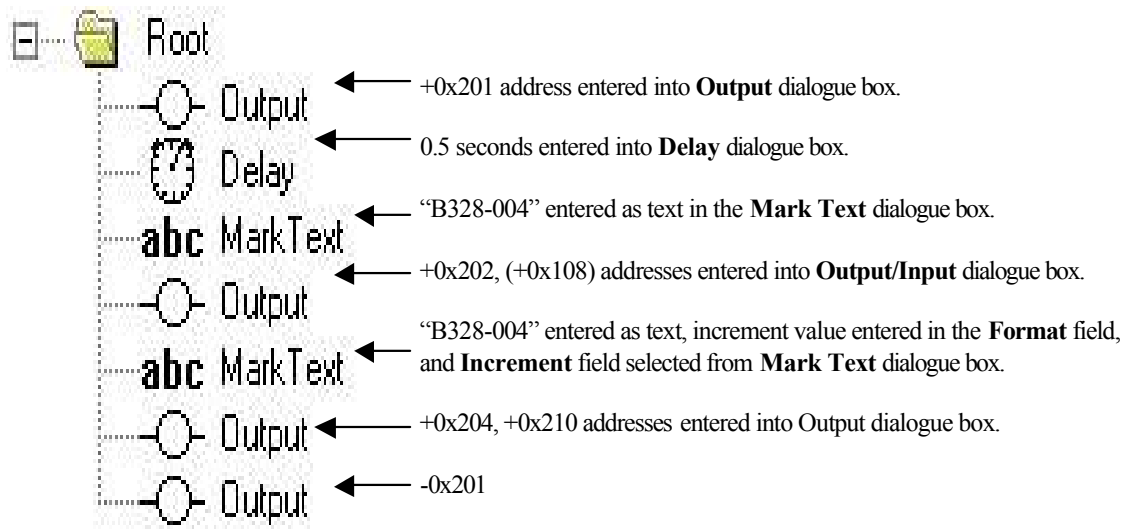 Root
Output
+0x201 address entered into Output dialogue box.
Delay
0.5 seconds entered into Delay dialogue box.
abc MarkText
“B328-004” entered as text in the Mark Text dialogue box.
Output
+0x202, (+0x108) addresses entered into Output/Input dialogue box.
abc MarkText
“B328-004” entered as text, increment value entered in the Format field,
and Increment field selected from Mark Text dialogue box.
Output
+0x204, +0x210 addresses entered into Output dialogue box.
Output
-0x201